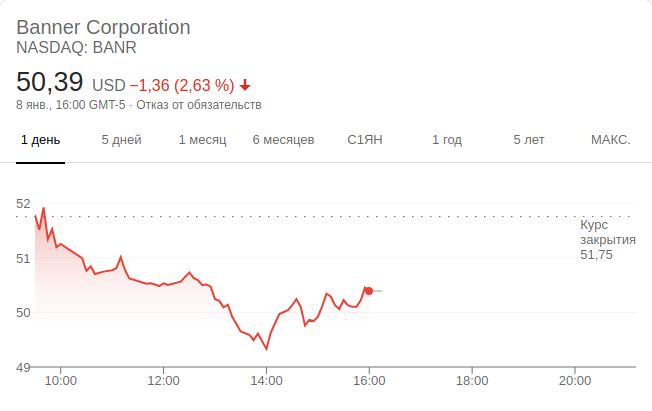 Banner Corporation
NASDAQ: BANR
50,39 USD −1,36 (2,63 %)
8 янв., 16:00 GMT-5 · Отказ от обязательств
1 день 5 дней 1 месяц 6 месяцев С1ЯН 1 год 5 лет МАКС.
52
Курс
закрытия
51,75
51
50
49
10:00 12:00 14:00 16:00 18:00 20:00